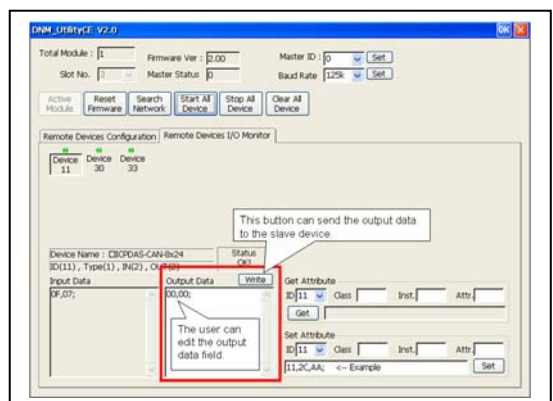 DNM_UtilityCE V2.0 OK
Total Module : 1 Firmware Ver : 2.00 Master ID : 0 Set
Slot No. 3 Master Status 0 Baud Rate 125k Set
Active Module Reset Firmware Search Network Start All Device Stop All Device Clear All Device
Remote Devices Configuration Remote Devices I/O Monitor
Device 11 Device 30 Device 33
This button can send the output data
to the slave device.
Device Name : ICPDAS-CAN-8x24 Status
ID(11) , Type(1) , IN(2) ,
Input Data Output Data Write Get Attribute
0F,07; 00,00; ID 11 Class Inst. Attr.
Get
The user can
edit the output
data field.
Set Attribute
ID 11 Class Inst. Attr.
11,2C,AA; <-- Example Set